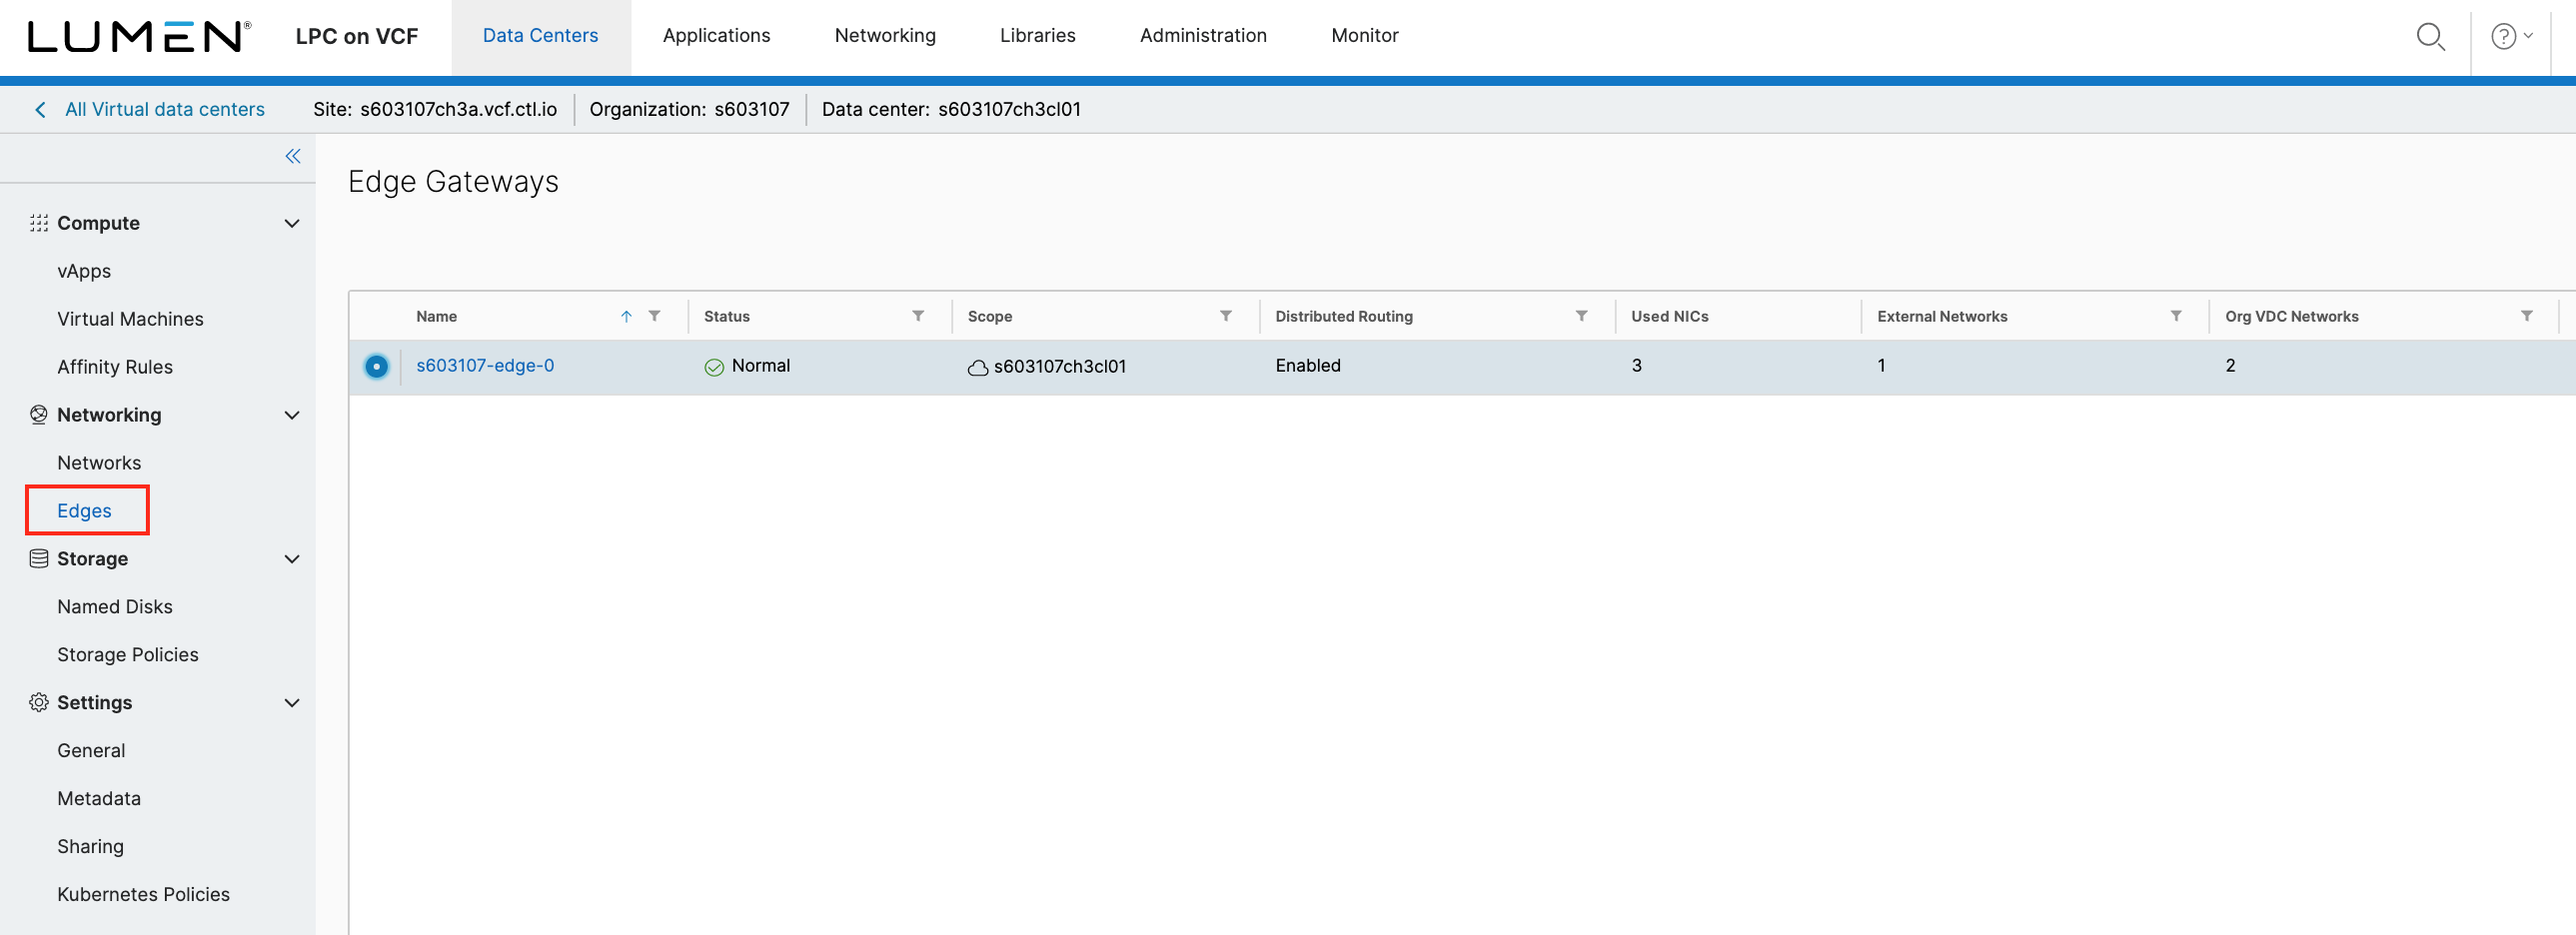 LUMEN® LPC on VCF Data Centers Applications Networking Libraries Administration Monitor ?
All Virtual data centers Site: s603107ch3a.vcf.ctl.io Organization: s603107 Data center: s603107ch3cl01
Edge Gateways
Compute
vApps
Virtual Machines
Affinity Rules
Networking
Networks
Edges
Storage
Named Disks
Storage Policies
Settings
General
Metadata
Sharing
Kubernetes Policies
Name Status Scope Distributed Routing Used NICs External Networks Org VDC Networks
s603107-edge-0 Normal s603107ch3cl01 Enabled 3 1 2